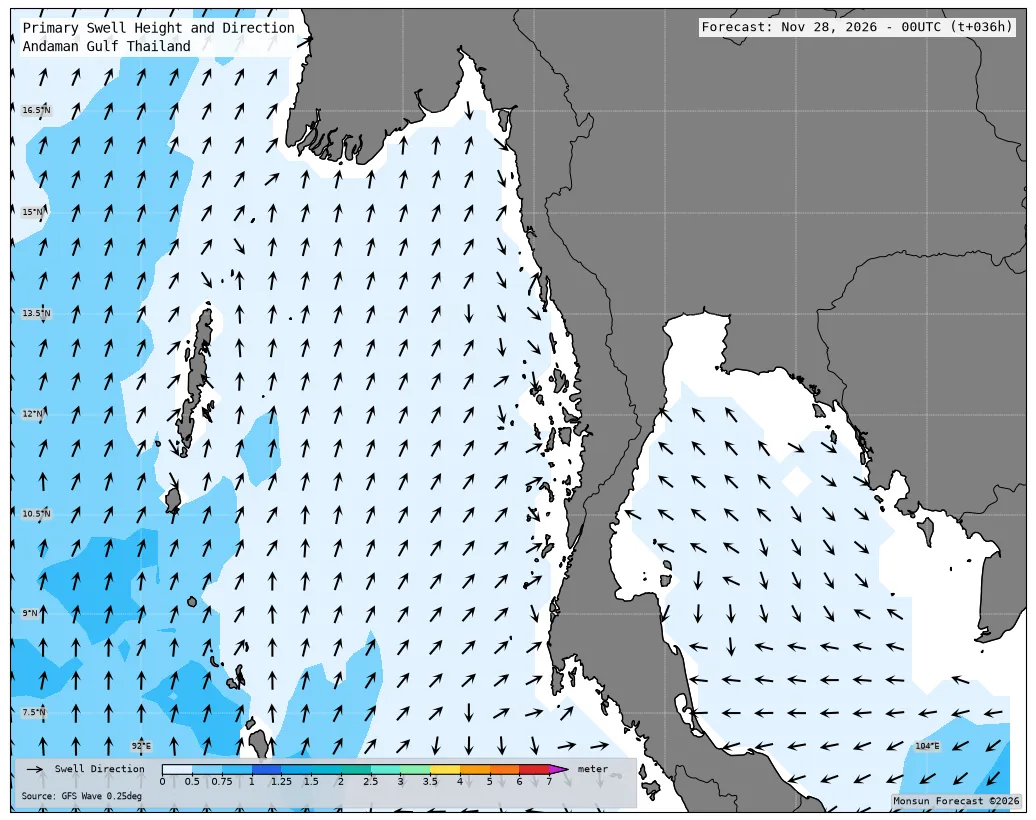 Primary Swell Height and Direction
Andaman Gulf Thailand
Forecast: Nov 28, 2026 - 00UTC (t+036h)
16.5°N
15°N
13.5°N
12°N
10.5°N
9°N
7.5°N
92°E
104°E
Swell Direction
meter
0 0.5 0.75 1 1.25 1.5 2 2.5 3 3.5 4 5 6 7
Source: GFS Wave 0.25deg
Monsun Forecast ©2026